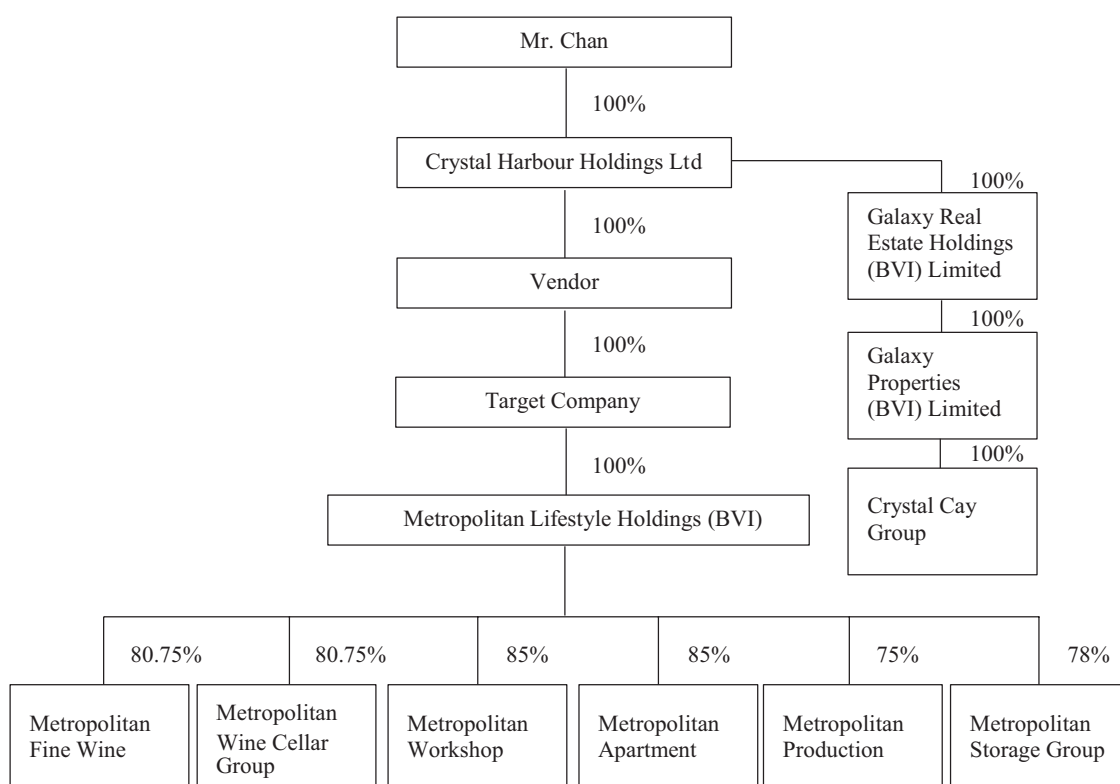 Mr. Chan
100%
Crystal Harbour Holdings Ltd
100%
100%
Galaxy Real
Estate Holdings
(BVI) Limited
Vendor
100%
100%
Galaxy
Properties
(BVI) Limited
Target Company
100%
100%
Crystal Cay
Group
Metropolitan Lifestyle Holdings (BVI)
80.75%
80.75%
85%
85%
75%
78%
Metropolitan
Fine Wine
Metropolitan
Wine Cellar
Group
Metropolitan
Workshop
Metropolitan
Apartment
Metropolitan
Production
Metropolitan
Storage Group